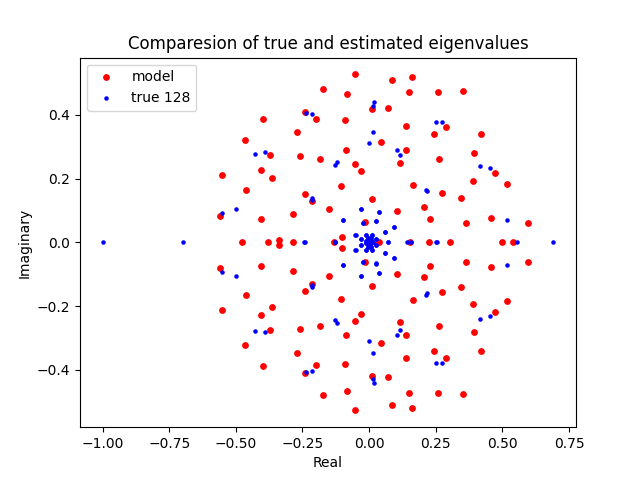 Comparesion of true and estimated eigenvalues
model
true 128
0.4
0.2
0.0
−0.2
−0.4
Imaginary
−1.00 −0.75 −0.50 −0.25 0.00 0.25 0.50 0.75
Real